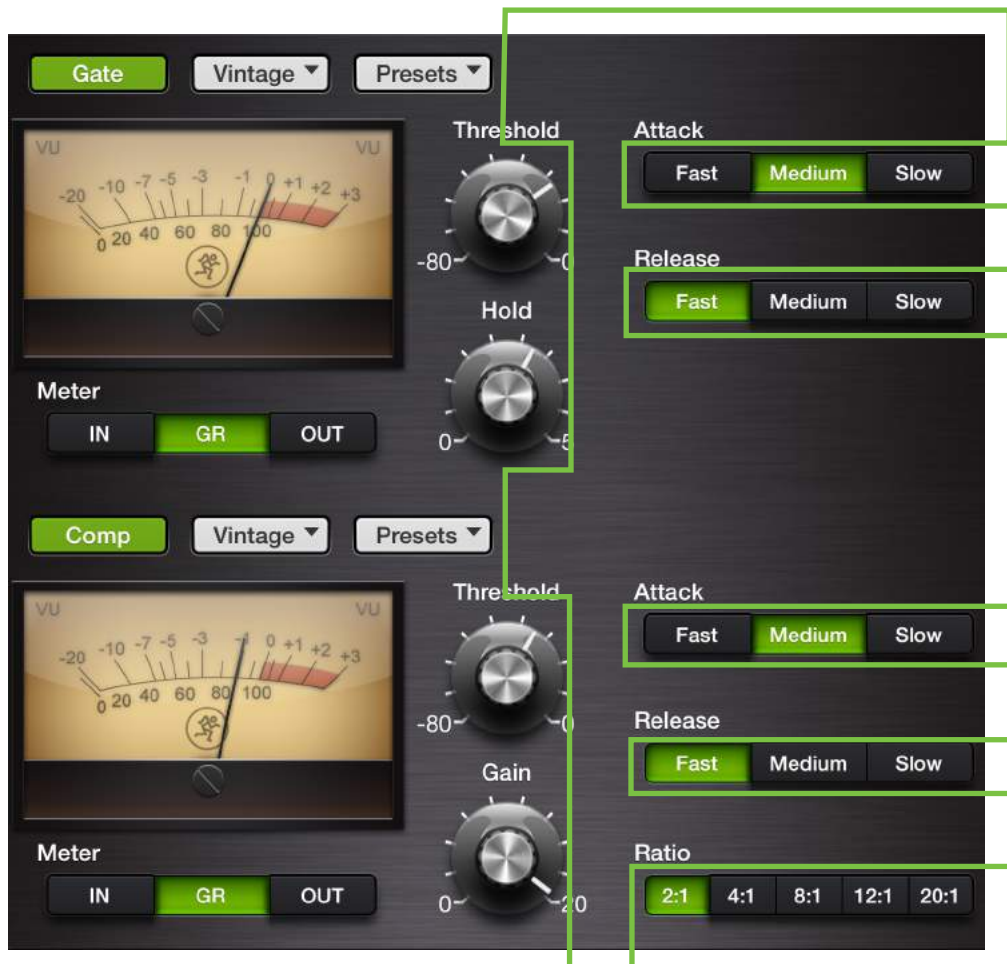 Gate Vintage Presets
VU VU
-20 -10 -7 -5 -3 -1 0 +1 +2 +3
0 20 40 60 80 100
Threshold
-80 0
Attack
Fast Medium Slow
Release
Fast Medium Slow
Hold
0 5
Meter
IN GR OUT
Comp Vintage Presets
VU VU
-20 -10 -7 -5 -3 -1 0 +1 +2 +3
0 20 40 60 80 100
Threshold
-80 0
Attack
Fast Medium Slow
Release
Fast Medium Slow
Gain
0 20
Meter
IN GR OUT
Ratio
2:1 4:1 8:1 12:1 20:1